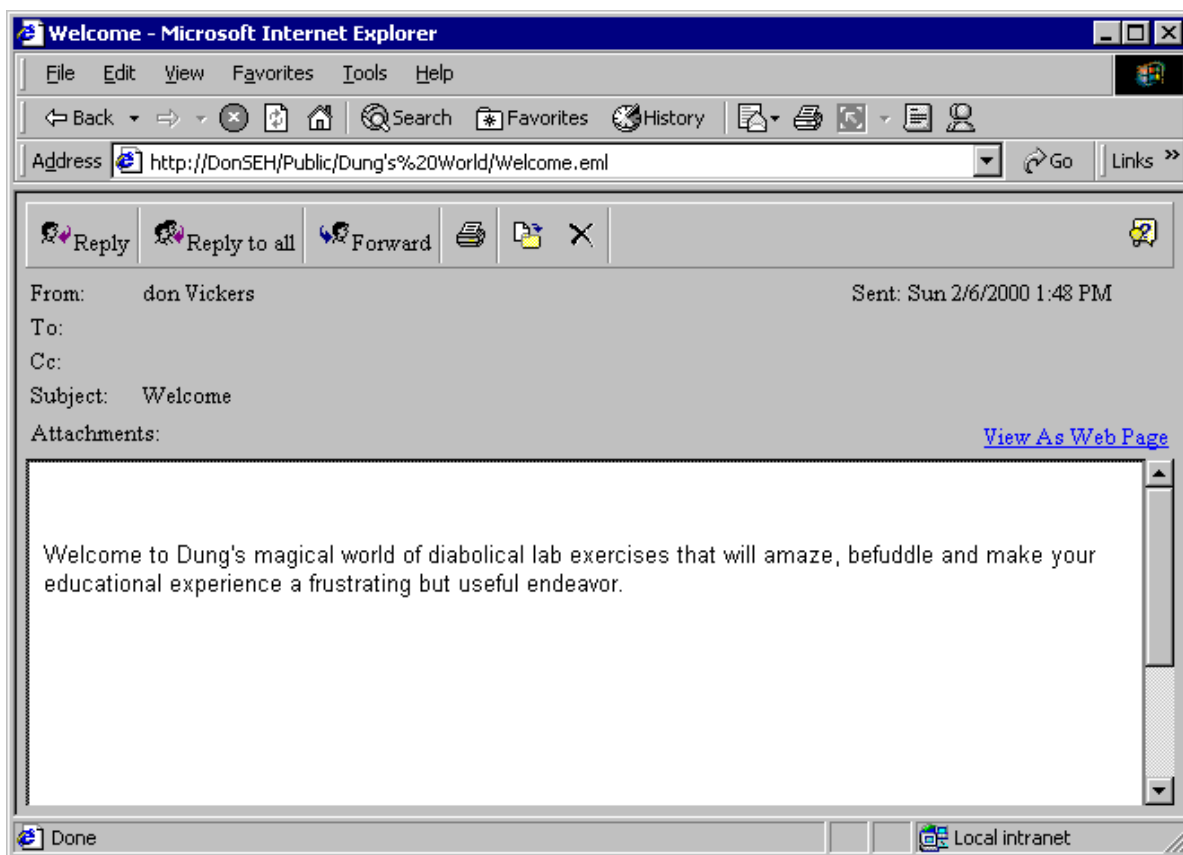 Welcome - Microsoft Internet Explorer
File Edit View Favorites Tools Help
Back Search Favorites History
Address http://DonSEH/Public/Dung's%20World/Welcome.eml Go Links »
Reply Reply to all Forward
From: don Vickers Sent: Sun 2/6/2000 1:48 PM
To:
Cc:
Subject: Welcome
Attachments: View As Web Page
Welcome to Dung's magical world of diabolical lab exercises that will amaze, befuddle and make your
educational experience a frustrating but useful endeavor.
Done Local intranet